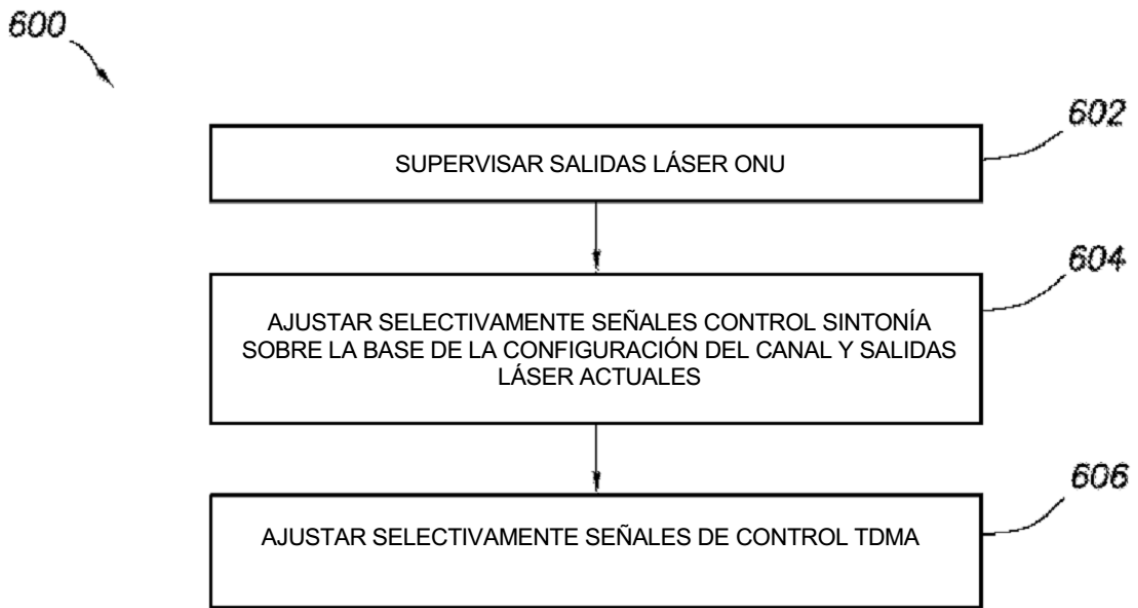 600
602
SUPERVISAR SALIDAS LÁSER ONU
604
AJUSTAR SELECTIVAMENTE SEÑALES CONTROL SINTONÍA
SOBRE LA BASE DE LA CONFIGURACIÓN DEL CANAL Y SALIDAS
LÁSER ACTUALES
606
AJUSTAR SELECTIVAMENTE SEÑALES DE CONTROL TDMA